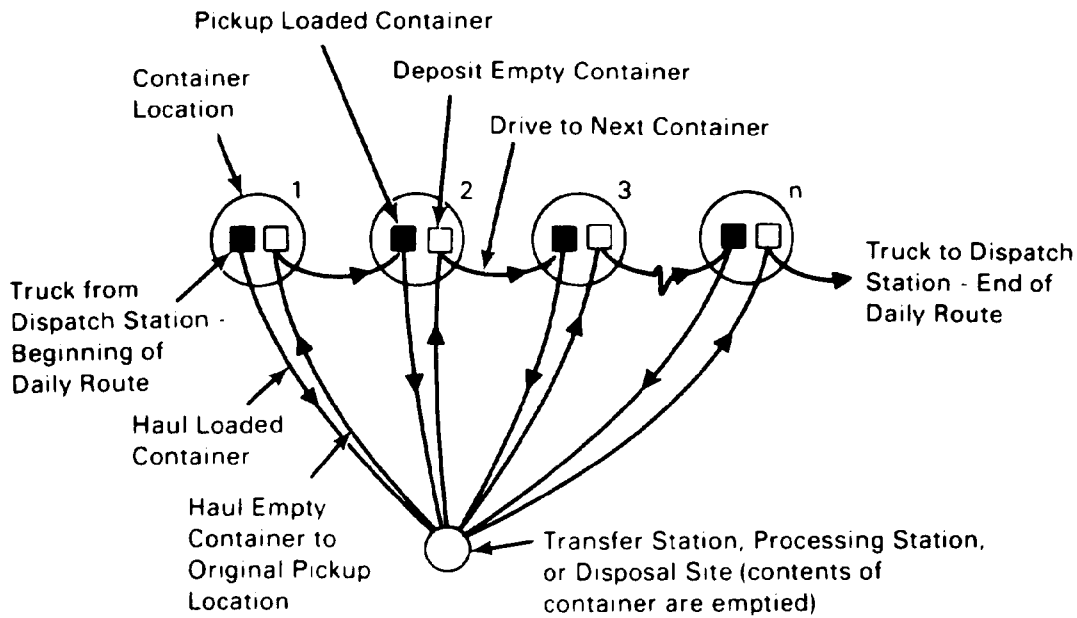 Pickup Loaded Container
Deposit Empty Container
Container
Location
Drive to Next Container
1
2
3
n
Truck from
Dispatch Station -
Beginning of
Daily Route
Truck to Dispatch
Station - End of
Daily Route
Haul Loaded
Container
Haul Empty
Container to
Original Pickup
Location
Transfer Station, Processing Station,
or Disposal Site (contents of
container are emptied)